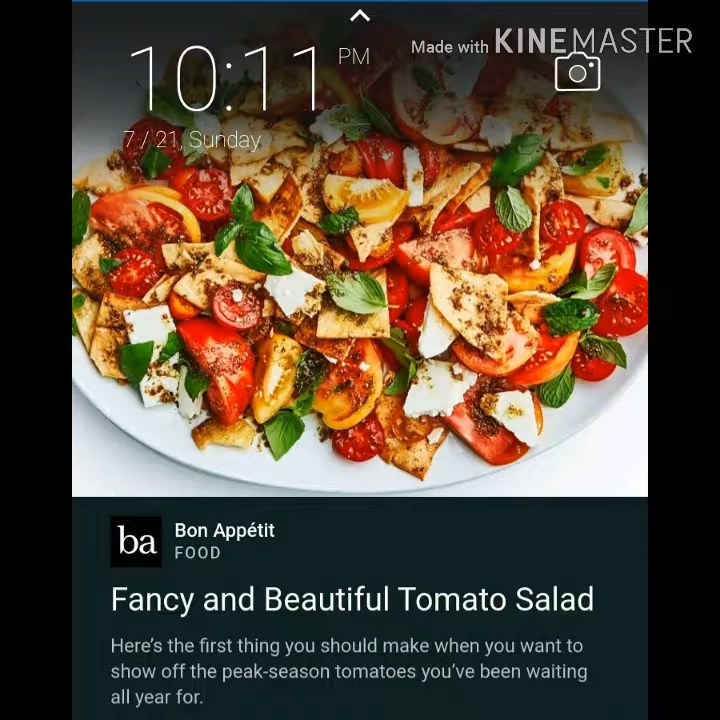 Made with KINEMASTER
10:11 PM
7 / 21, Sunday
ba
Bon Appétit
FOOD
Fancy and Beautiful Tomato Salad
Here’s the first thing you should make when you want to
show off the peak-season tomatoes you’ve been waiting
all year for.